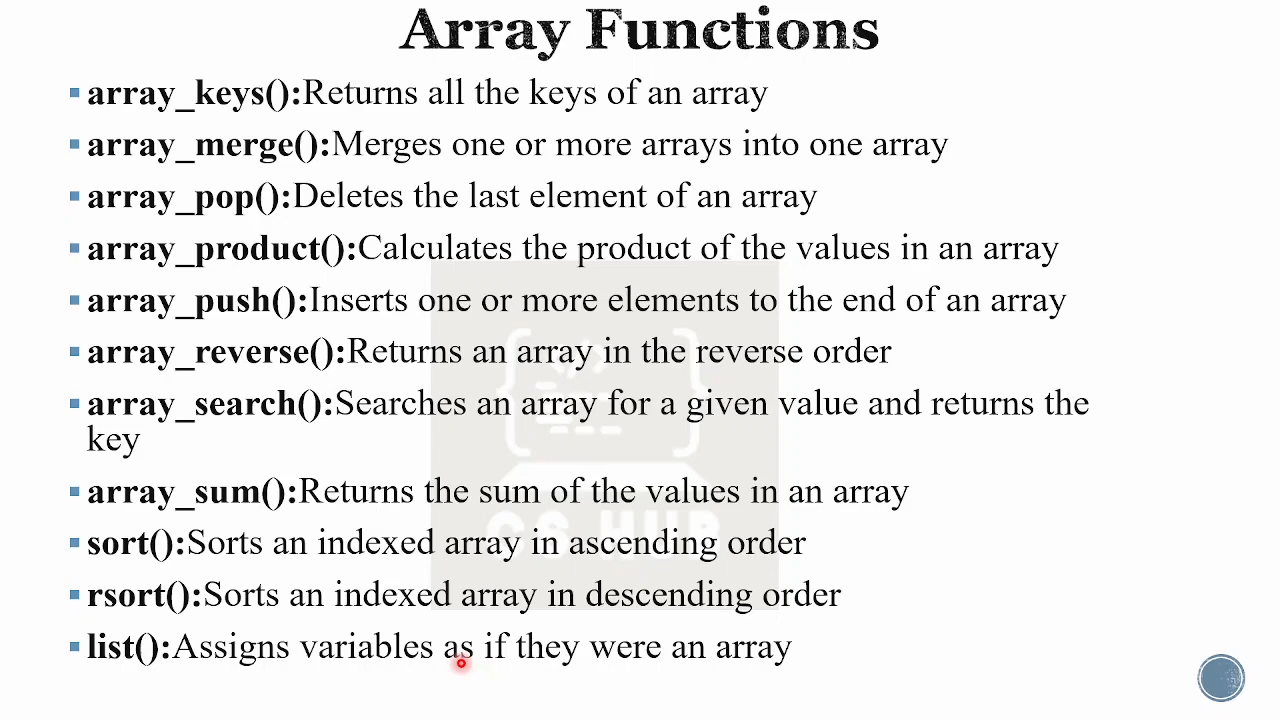 Array Functions
array_keys():Returns all the keys of an array
array_merge():Merges one or more arrays into one array
array_pop():Deletes the last element of an array
array_product():Calculates the product of the values in an array
array_push():Inserts one or more elements to the end of an array
array_reverse():Returns an array in the reverse order
array_search():Searches an array for a given value and returns the
key
array_sum():Returns the sum of the values in an array
CS HUB
sort():Sorts an indexed array in ascending order
rsort():Sorts an indexed array in descending order
list():Assigns variables as if they were an array